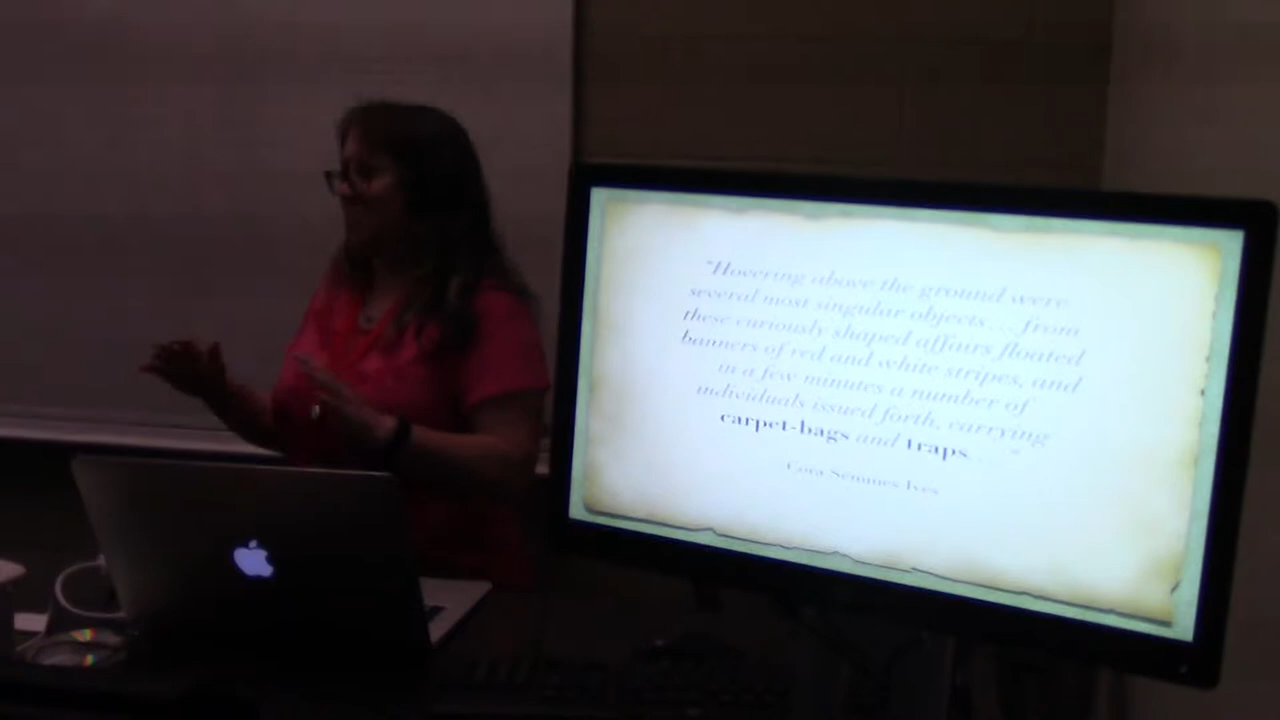 "Hovering above the ground were
several most singular objects . . . from
these curiously shaped affairs floated
banners of red and white stripes, and
in a few minutes a number of
individuals issued forth, carrying
carpet-bags and traps. . . "
Cora Semmes Ives